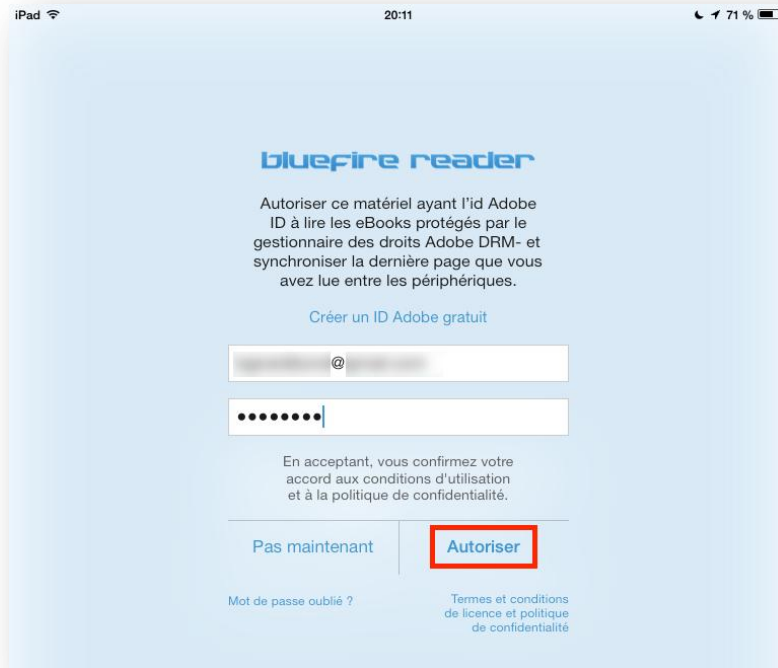 iPad
20:11
71 %
bluefire reader
Autoriser ce matériel ayant l'id Adobe
ID à lire les eBooks protégés par le
gestionnaire des droits Adobe DRM- et
synchroniser la dernière page que vous
avez lue entre les périphériques.
Créer un ID Adobe gratuit
@
En acceptant, vous confirmez votre
accord aux conditions d'utilisation
et à la politique de confidentialité.
Pas maintenant
Autoriser
Mot de passe oublié ?
Termes et conditions
de licence et politique
de confidentialité